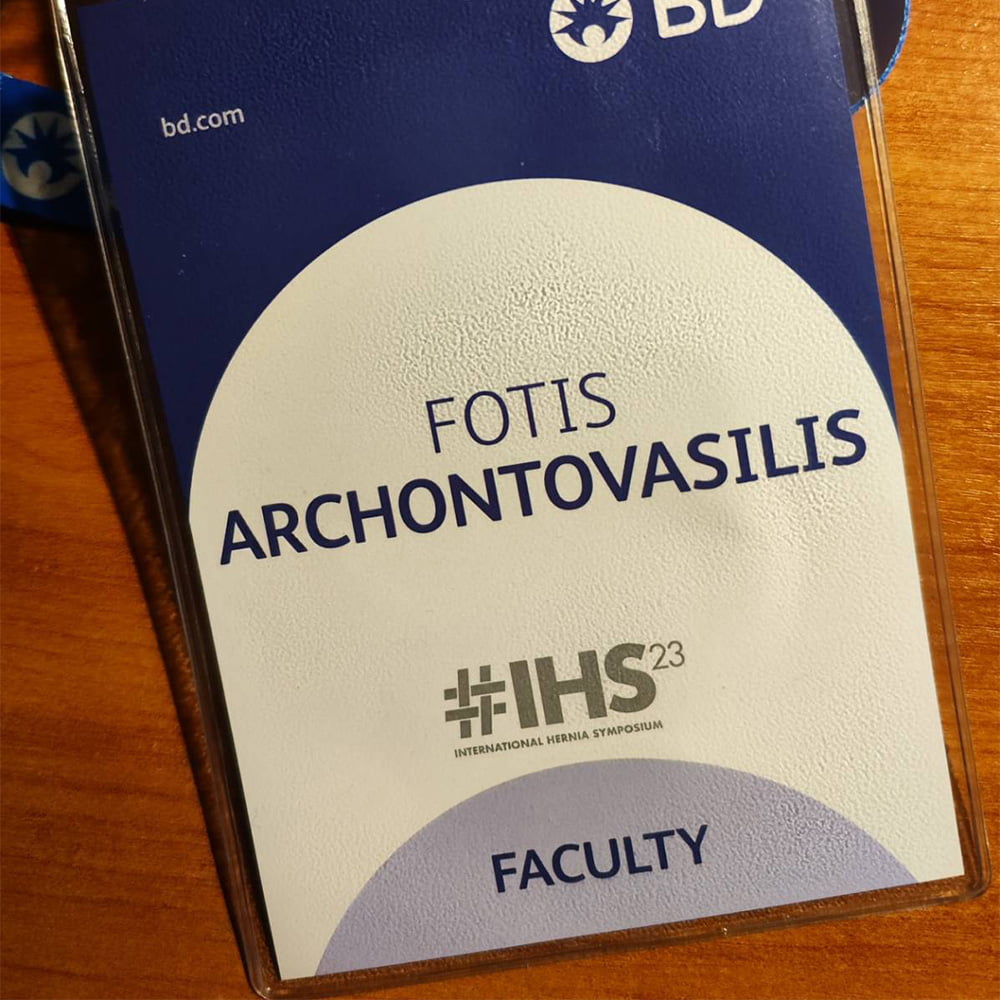 BD
bd.com
FOTIS
ARCHONTOVASILIS
#IHS23
INTERNATIONAL HERNIA SYMPOSIUM
FACULTY